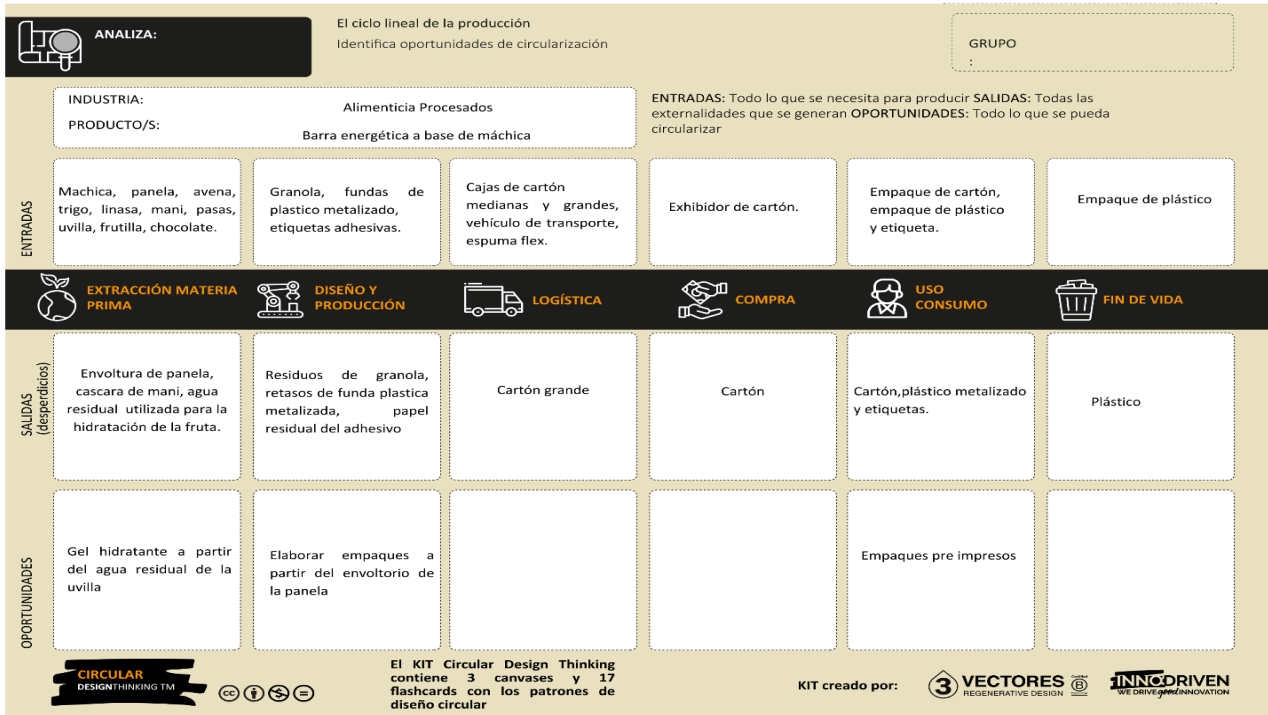 ANALIZA:
El ciclo lineal de la producción
Identifica oportunidades de circularización
GRUPO
:
INDUSTRIA:
Alimenticia Procesados
PRODUCTO/S:
Barra energética a base de máchica
ENTRADAS: Todo lo que se necesita para producir SALIDAS: Todas las
externalidades que se generan OPORTUNIDADES: Todo lo que se pueda
circularizar
ENTRADAS
Machica, panela, avena,
trigo, linasa, mani, pasas,
uvilla, frutilla, chocolate.
Granola, fundas de
plastico metalizado,
etiquetas adhesivas.
Cajas de cartón
medianas y grandes,
vehículo de transporte,
espuma flex.
Exhibidor de cartón.
Empaque de cartón,
empaque de plástico
y etiqueta.
Empaque de plástico
EXTRACCIÓN MATERIA
PRIMA
DISEÑO Y
PRODUCCIÓN
LOGÍSTICA
COMPRA
USO
CONSUMO
FIN DE VIDA
SALIDAS
(desperdicios)
Envoltura de panela,
cascara de mani, agua
residual utilizada para la
hidratación de la fruta.
Residuos de granola,
retasos de funda plastica
metalizada, papel
residual del adhesivo
Cartón grande
Cartón
Cartón,plástico metalizado
y etiquetas.
Plástico
OPORTUNIDADES
Gel hidratante a partir
del agua residual de la
uvilla
Elaborar empaques a
partir del envoltorio de
la panela
Empaques pre impresos
CIRCULAR
DESIGNTHINKING TM
cc
El KIT Circular Design Thinking
contiene 3 canvases y 17
flashcards con los patrones de
diseño circular
KIT creado por:
3 VECTORES
REGENERATIVE DESIGN
B
INNODRIVEN
WE DRIVE good INNOVATION